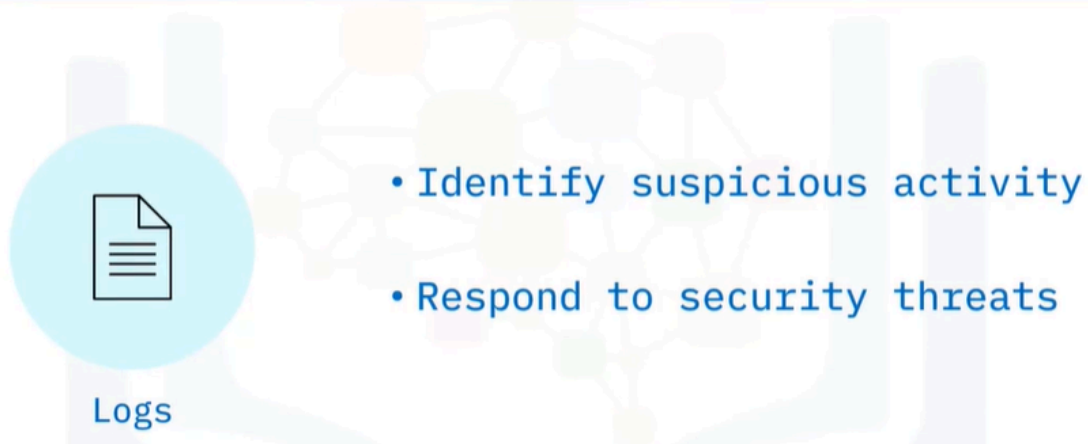 • Identify suspicious activity
• Respond to security threats
Logs